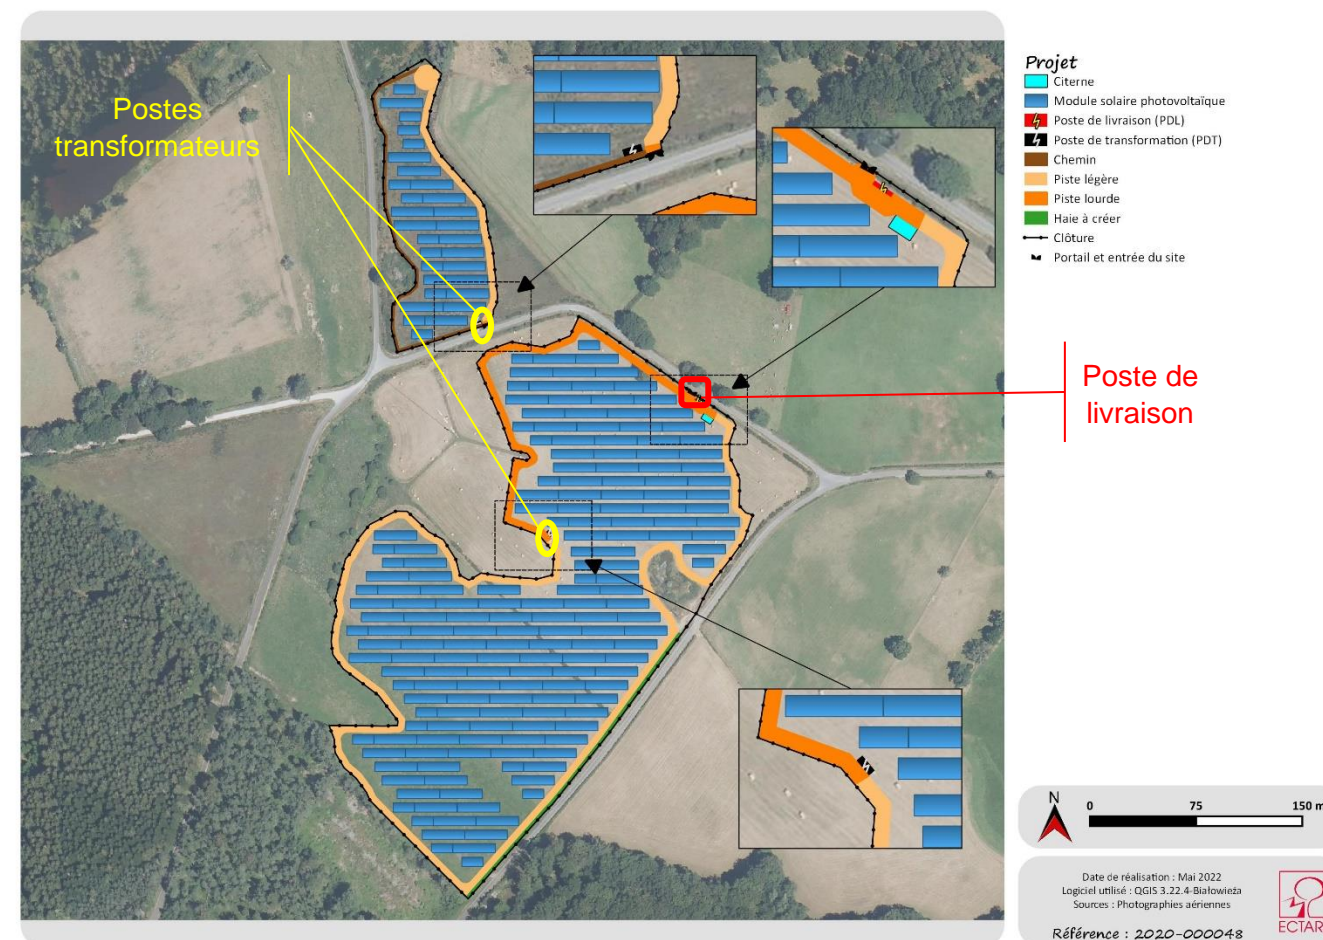 Postes
transformateurs
Projet
Citerne
Module solaire photovoltaïque
Poste de livraison (PDL)
Poste de transformation (PDT)
Chemin
Piste légère
Piste lourde
Haie à créer
Clôture
Portail et entrée du site
Poste de
livraison
N
0 75 150 m
Date de réalisation : Mai 2022
Logiciel utilisé : QGIS 3.22.4-Białowieża
Sources : Photographies aériennes
Référence : 2020-000048
ECTAR